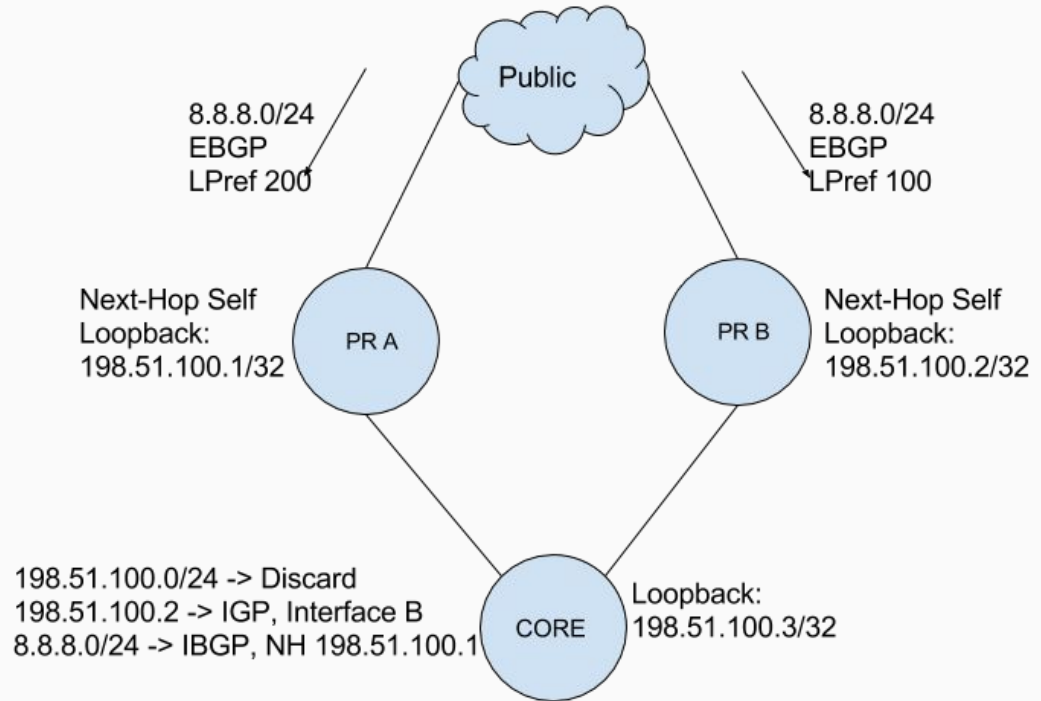 Public
8.8.8.0/24
EBGP
LPref 200
8.8.8.0/24
EBGP
LPref 100
Next-Hop Self
Loopback:
198.51.100.1/32
PR A
PR B
Next-Hop Self
Loopback:
198.51.100.2/32
198.51.100.0/24 -> Discard
198.51.100.2 -> IGP, Interface B
8.8.8.0/24 -> IBGP, NH 198.51.100.1
CORE
Loopback:
198.51.100.3/32